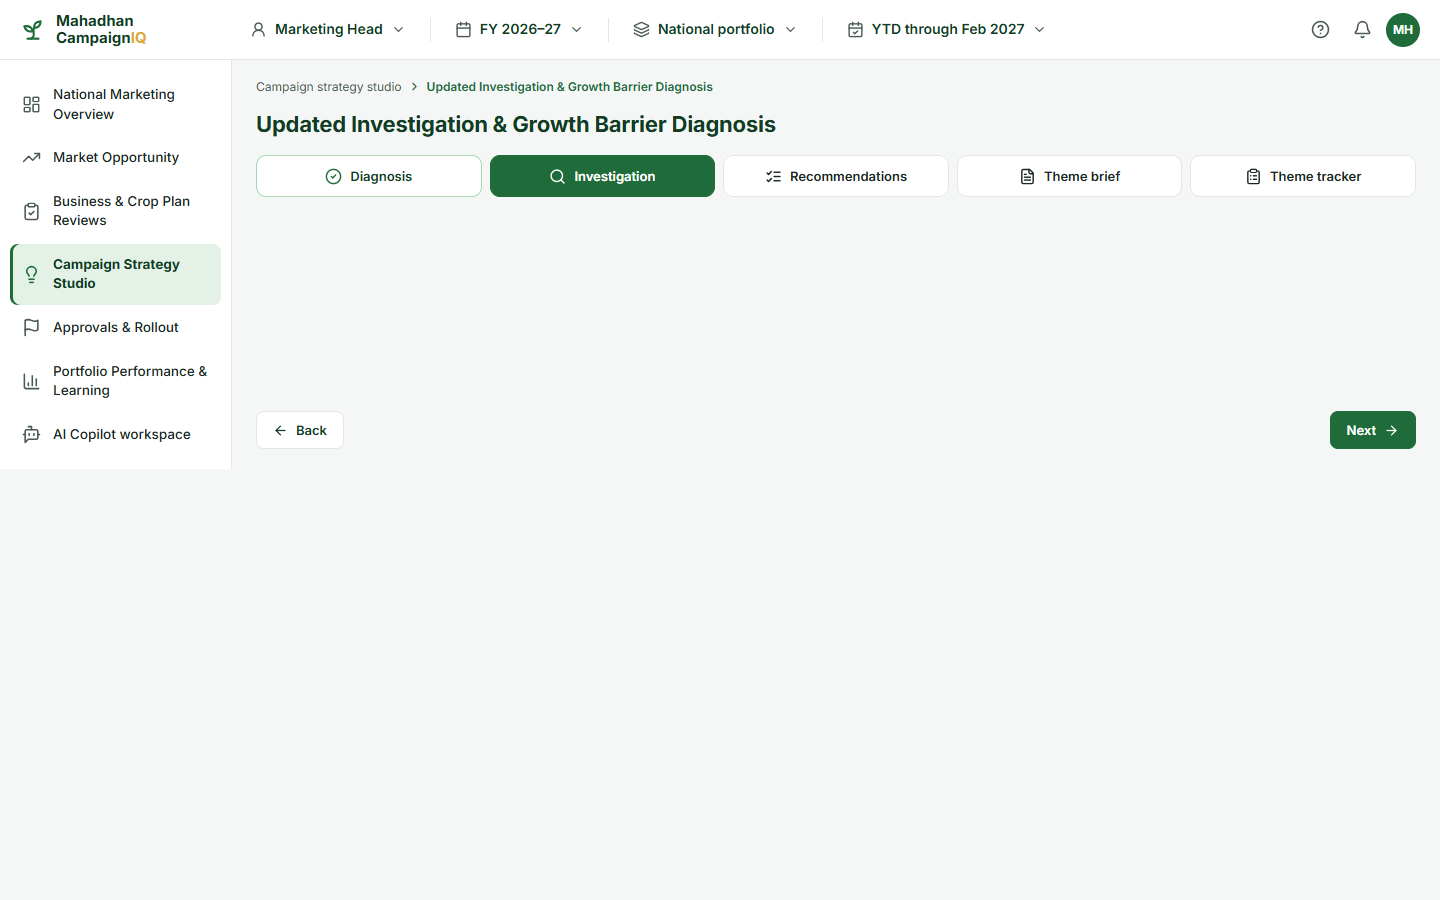 Mahadhan
CampaignIQ
Marketing Head
FY 2026–27
National portfolio
YTD through Feb 2027
MH
National Marketing
Overview
Market Opportunity
Business & Crop Plan
Reviews
Campaign Strategy
Studio
Approvals & Rollout
Portfolio Performance &
Learning
AI Copilot workspace
Campaign strategy studio > Updated Investigation & Growth Barrier Diagnosis
Updated Investigation & Growth Barrier Diagnosis
Diagnosis
Investigation
Recommendations
Theme brief
Theme tracker
Back
Next